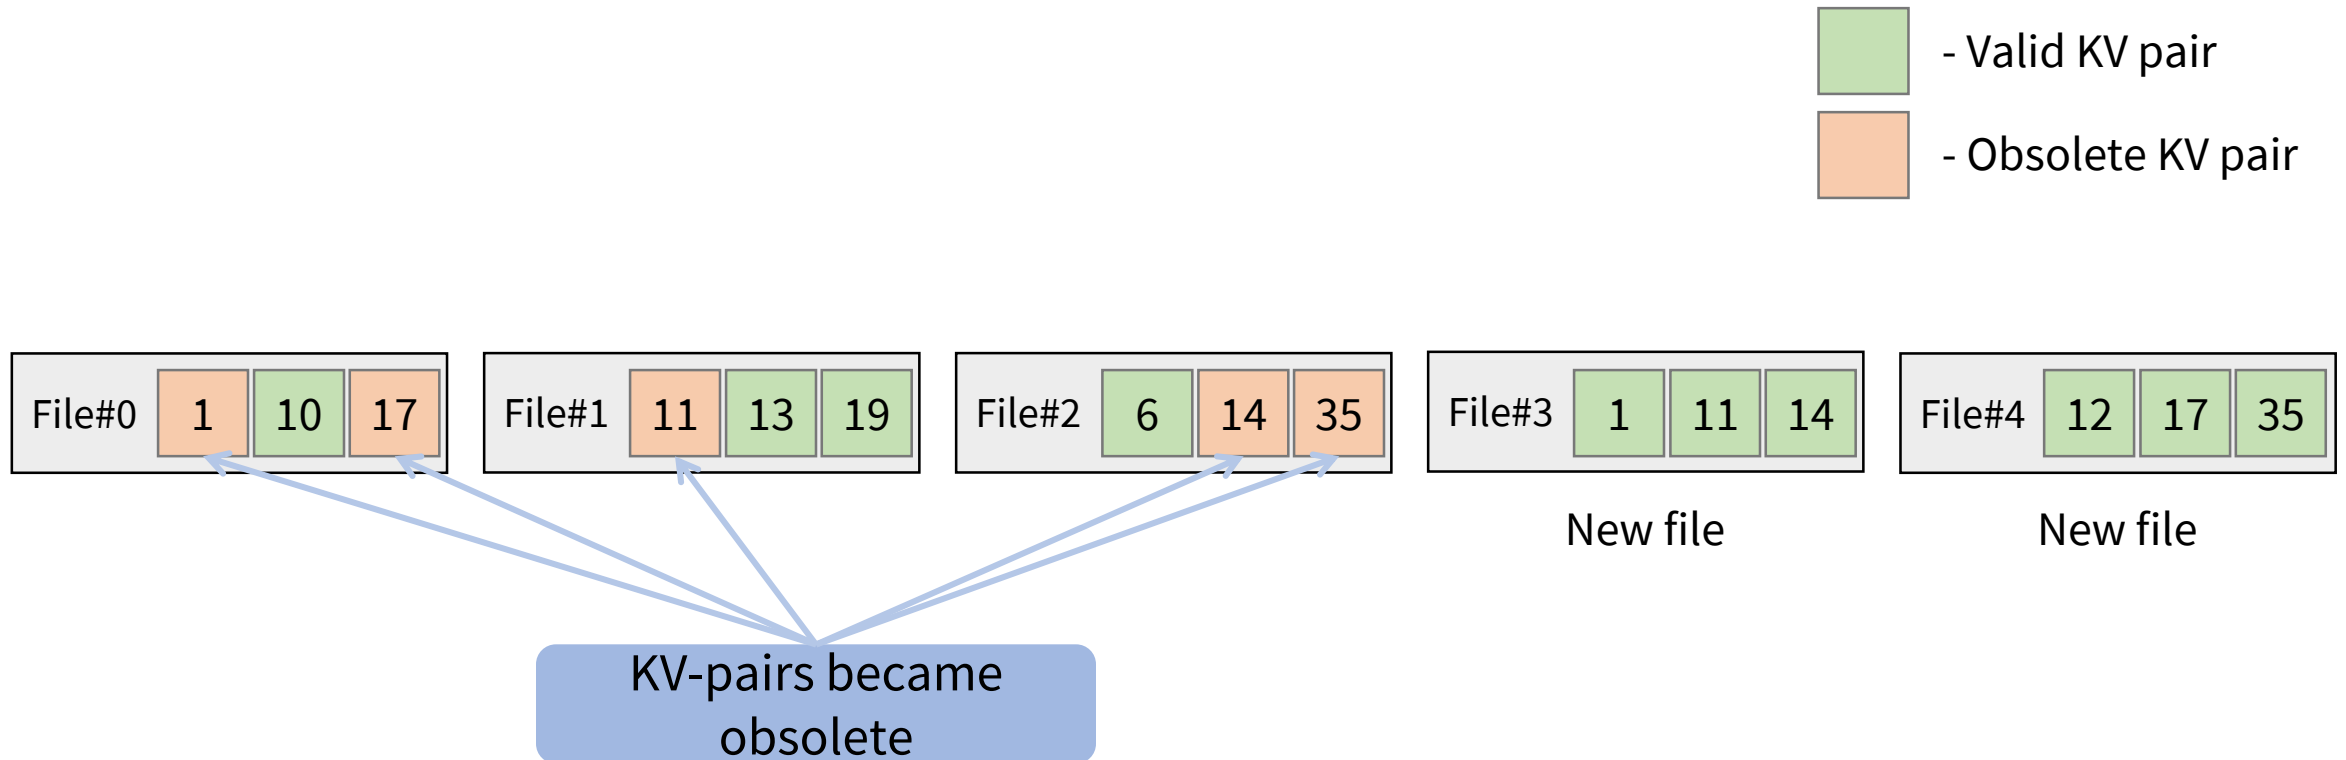 - Valid KV pair
- Obsolete KV pair
File#0 1 10 17
File#1 11 13 19
File#2 6 14 35
File#3 1 11 14
File#4 12 17 35
New file
New file
KV-pairs became
obsolete